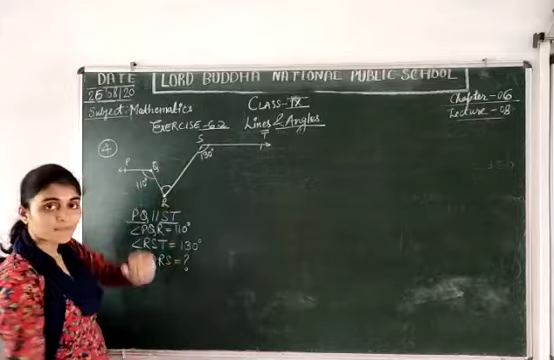 DATE
25/08/20
LORD BUDDHA NATIONAL PUBLIC SCHOOL
Subject: Mathematics
CLASS-IX
Chapter-06
EXERCISE-6.2
Lines & Angles
Lecture-08
4
S
T
130°
P
Q
110°
R
PQ || ST
∠PQR = 110°
∠RST = 130°
RS = ?